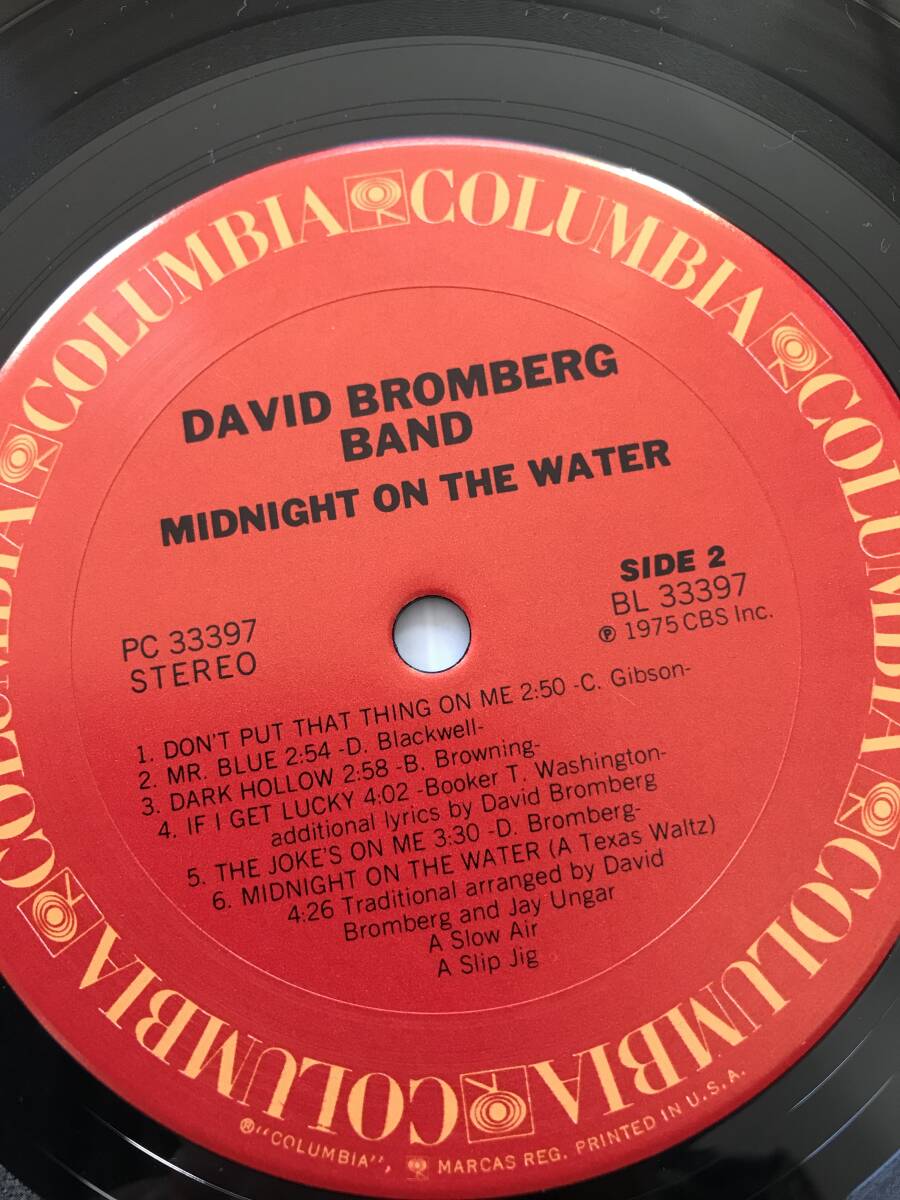 COLUMBIA COLUMBIA COLUMBIA COLUMBIA COLUMBIA COLUMBIA
DAVID BROMBERG
BAND
MIDNIGHT ON THE WATER
SIDE 2
PC 33397
BL 33397
STEREO
℗ 1975 CBS Inc.
1. DON'T PUT THAT THING ON ME 2:50 -C. Gibson-
2. MR. BLUE 2:54 -D. Blackwell-
3. DARK HOLLOW 2:58 -B. Browning-
4. IF I GET LUCKY 4:02 -Booker T. Washington-
additional lyrics by David Bromberg
5. THE JOKE'S ON ME 3:30 -D. Bromberg-
6. MIDNIGHT ON THE WATER (A Texas Waltz)
4:26 Traditional arranged by David
Bromberg and Jay Ungar
A Slow Air
A Slip Jig
®"COLUMBIA", MARCAS REG. PRINTED IN U.S.A.